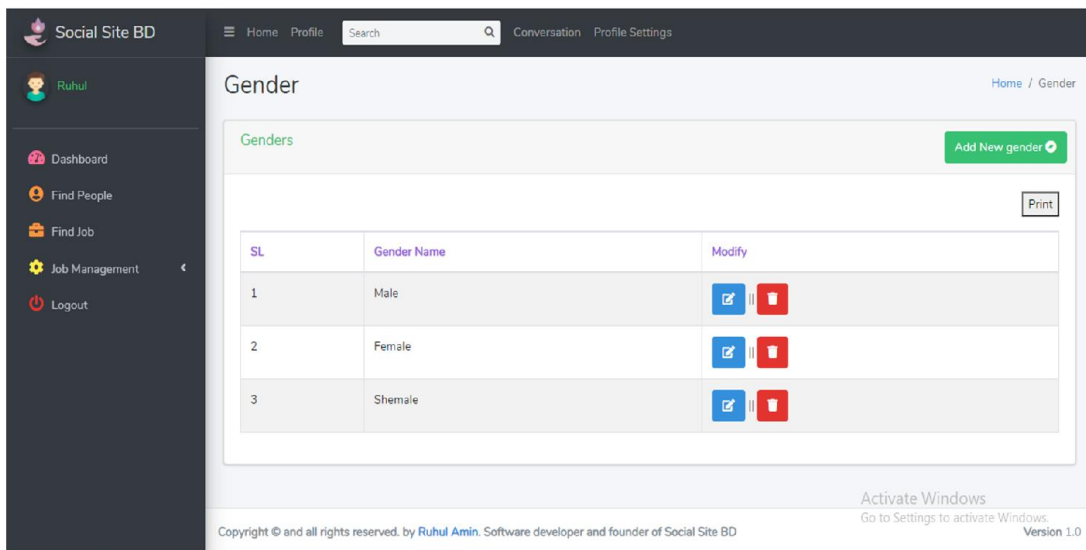 Social Site BD
Home Profile Search Conversation Profile Settings
Ruhul
Dashboard
Find People
Find Job
Job Management
Logout
Gender
Home / Gender
Genders
Add New gender
Print
SL Gender Name Modify
1 Male ||
2 Female ||
3 Shemale ||
Activate Windows
Go to Settings to activate Windows.
Copyright © and all rights reserved. by Ruhul Amin. Software developer and founder of Social Site BD
Version 1.0